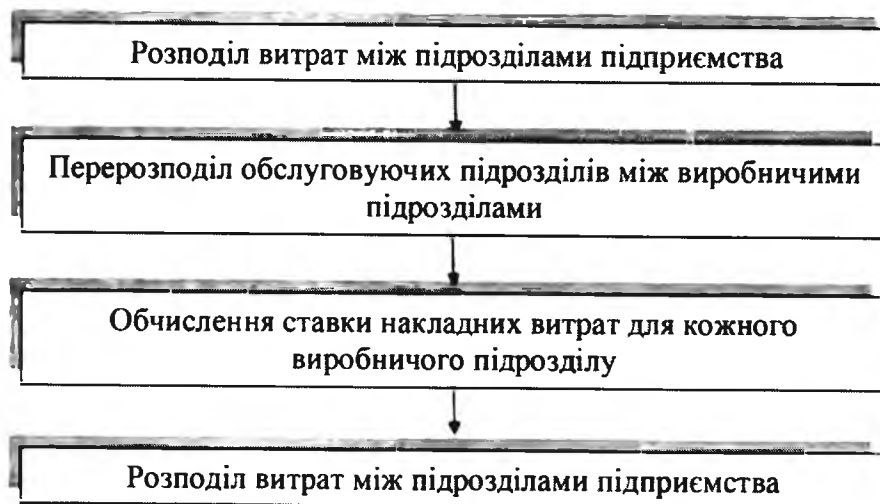 Розподіл витрат між підрозділами підприємства
Перерозподіл обслуговуючих підрозділів між виробничими
підрозділами
Обчислення ставки накладних витрат для кожного
виробничого підрозділу
Розподіл витрат між підрозділами підприємства